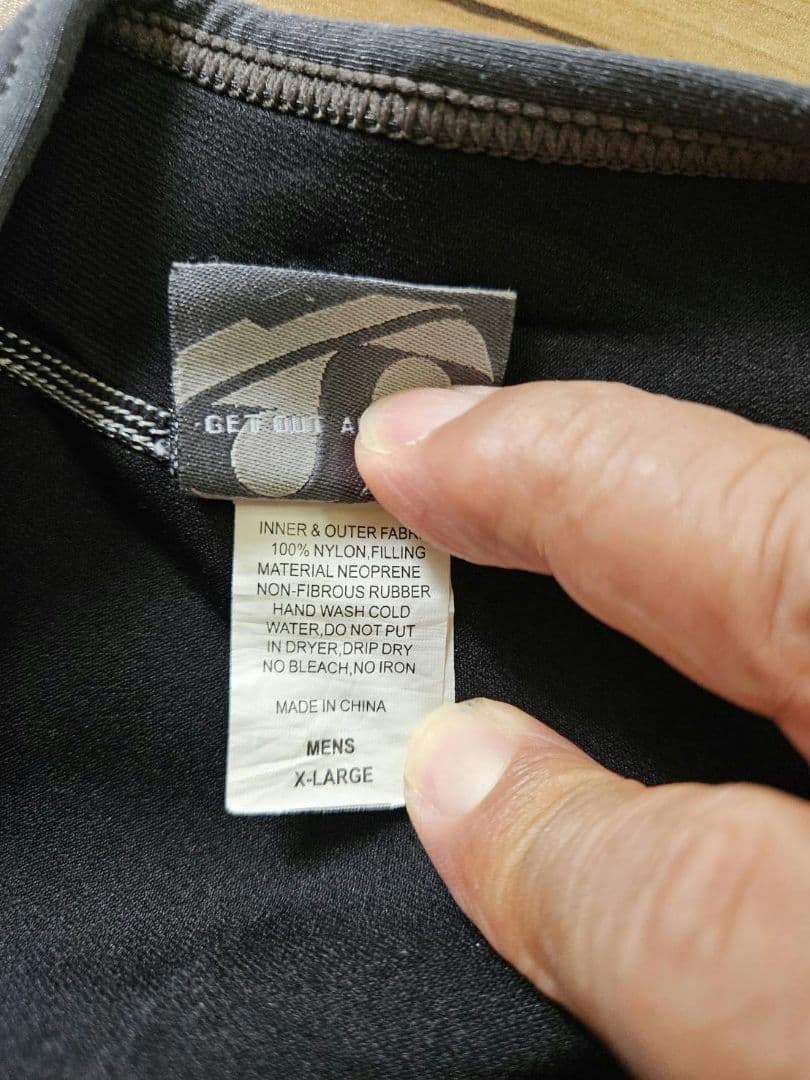 GET OUT
INNER & OUTER
100% NYLON,FILLING
MATERIAL NEOPRENE
NON-FIBROUS RUBBER
HAND WASH COLD
WATER,DO NOT PUT
IN DRYER,DRIP DRY
NO BLEACH,NO IRON
MADE IN CHINA
MENS
X-LARGE